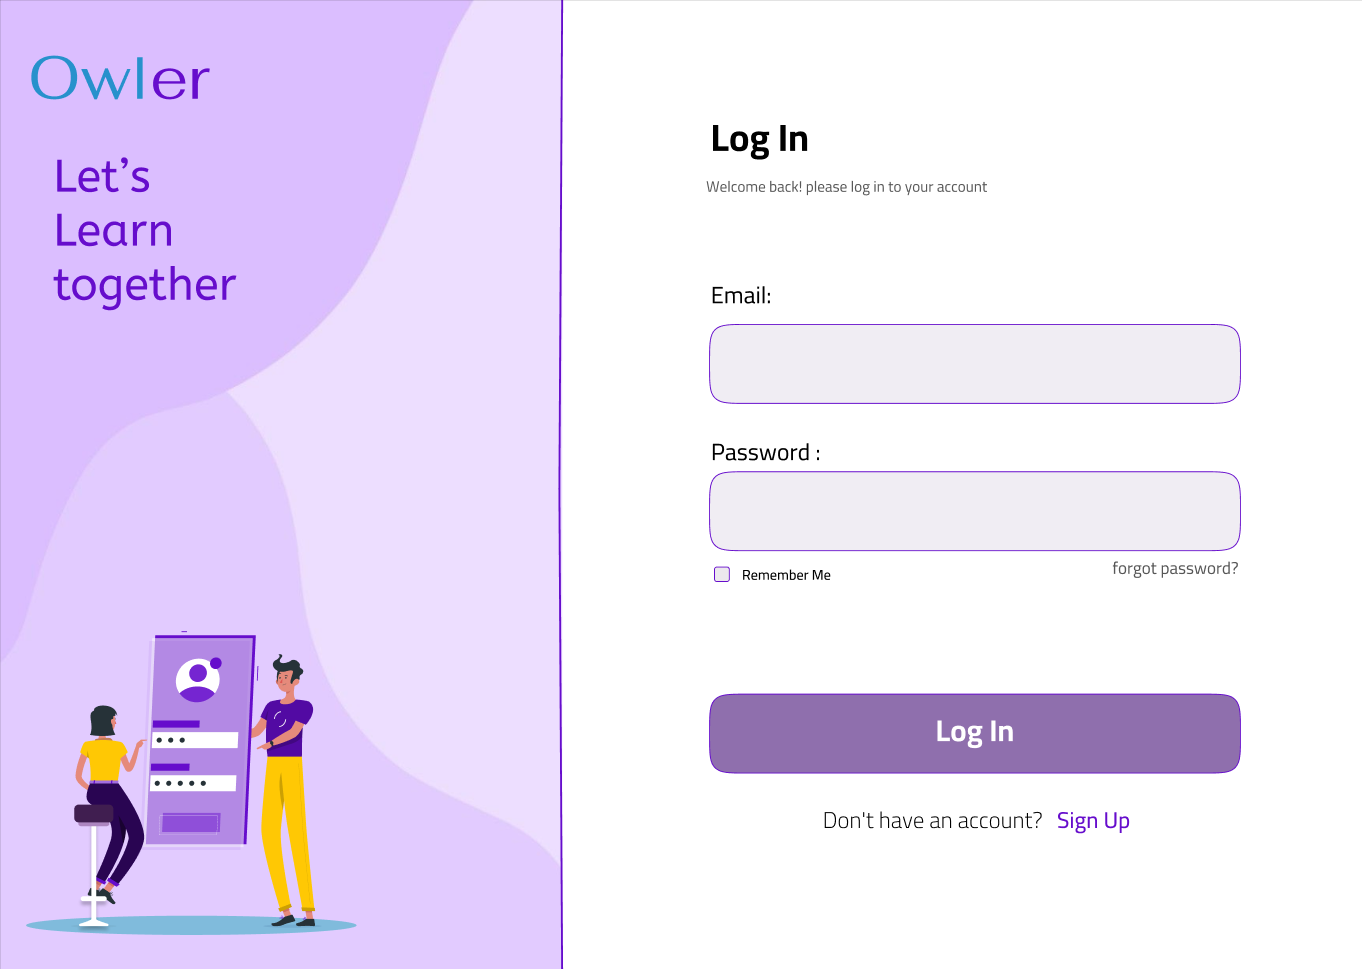 Owler
Let's
Learn
together
Log In
Welcome back! please log in to your account
Email:
Password :
Remember Me
forgot password?
Log In
Don't have an account? Sign Up